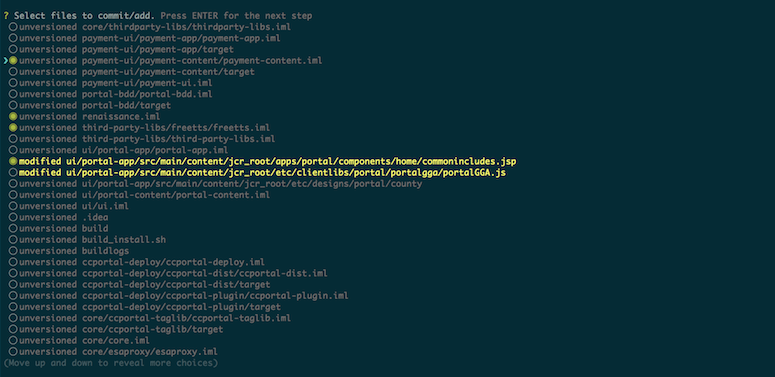 ? Select files to commit/add. Press ENTER for the next step
unversioned core/thirdparty-libs/thirdparty-libs.iml
unversioned payment-ui/payment-app/payment-app.iml
unversioned payment-ui/payment-app/target
❯◉unversioned payment-ui/payment-content/payment-content.iml
unversioned payment-ui/payment-content/target
unversioned payment-ui/payment-ui.iml
unversioned portal-bdd/portal-bdd.iml
unversioned portal-bdd/target
unversioned renaissance.iml
unversioned third-party-libs/freetts/freetts.iml
unversioned third-party-libs/third-party-libs.iml
unversioned ui/portal-app/portal-app.iml
modified ui/portal-app/src/main/content/jcr_root/apps/portal/components/home/commonincludes.jsp
modified ui/portal-app/src/main/content/jcr_root/etc/clientlibs/portal/portalgga/portalGGA.js
unversioned ui/portal-app/src/main/content/jcr_root/etc/designs/portal/county
unversioned ui/portal-content/portal-content.iml
unversioned ui/ui.iml
unversioned .idea
unversioned build
unversioned build_install.sh
unversioned buildlogs
unversioned ccportal-deploy/ccportal-deploy.iml
unversioned ccportal-deploy/ccportal-dist/ccportal-dist.iml
unversioned ccportal-deploy/ccportal-dist/target
unversioned ccportal-deploy/ccportal-plugin/ccportal-plugin.iml
unversioned ccportal-deploy/ccportal-plugin/target
unversioned core/ccportal-taglib/ccportal-taglib.iml
unversioned core/ccportal-taglib/target
unversioned core/core.iml
unversioned core/esaproxy/esaproxy.iml
(Move up and down to reveal more choices)